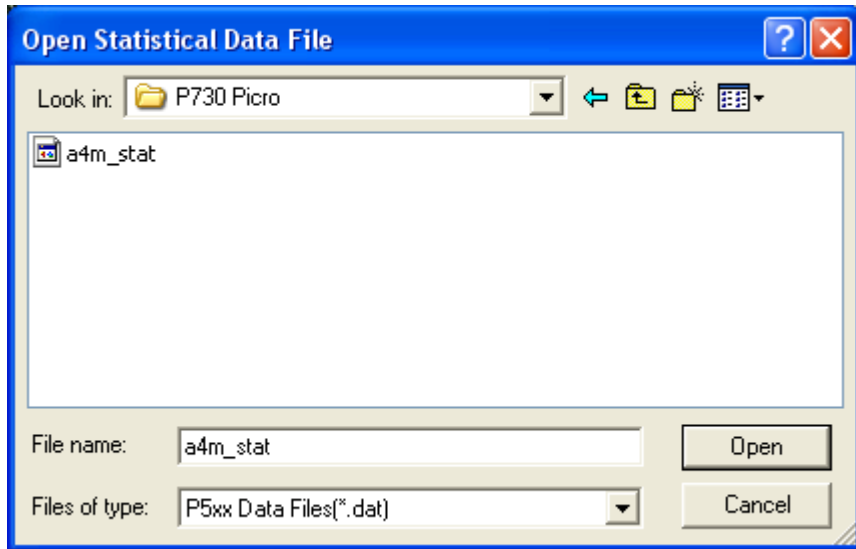 Open Statistical Data File
Look in: P730 Picro
a4m_stat
File name: a4m_stat Open
Files of type: P5xx Data Files(*.dat) Cancel